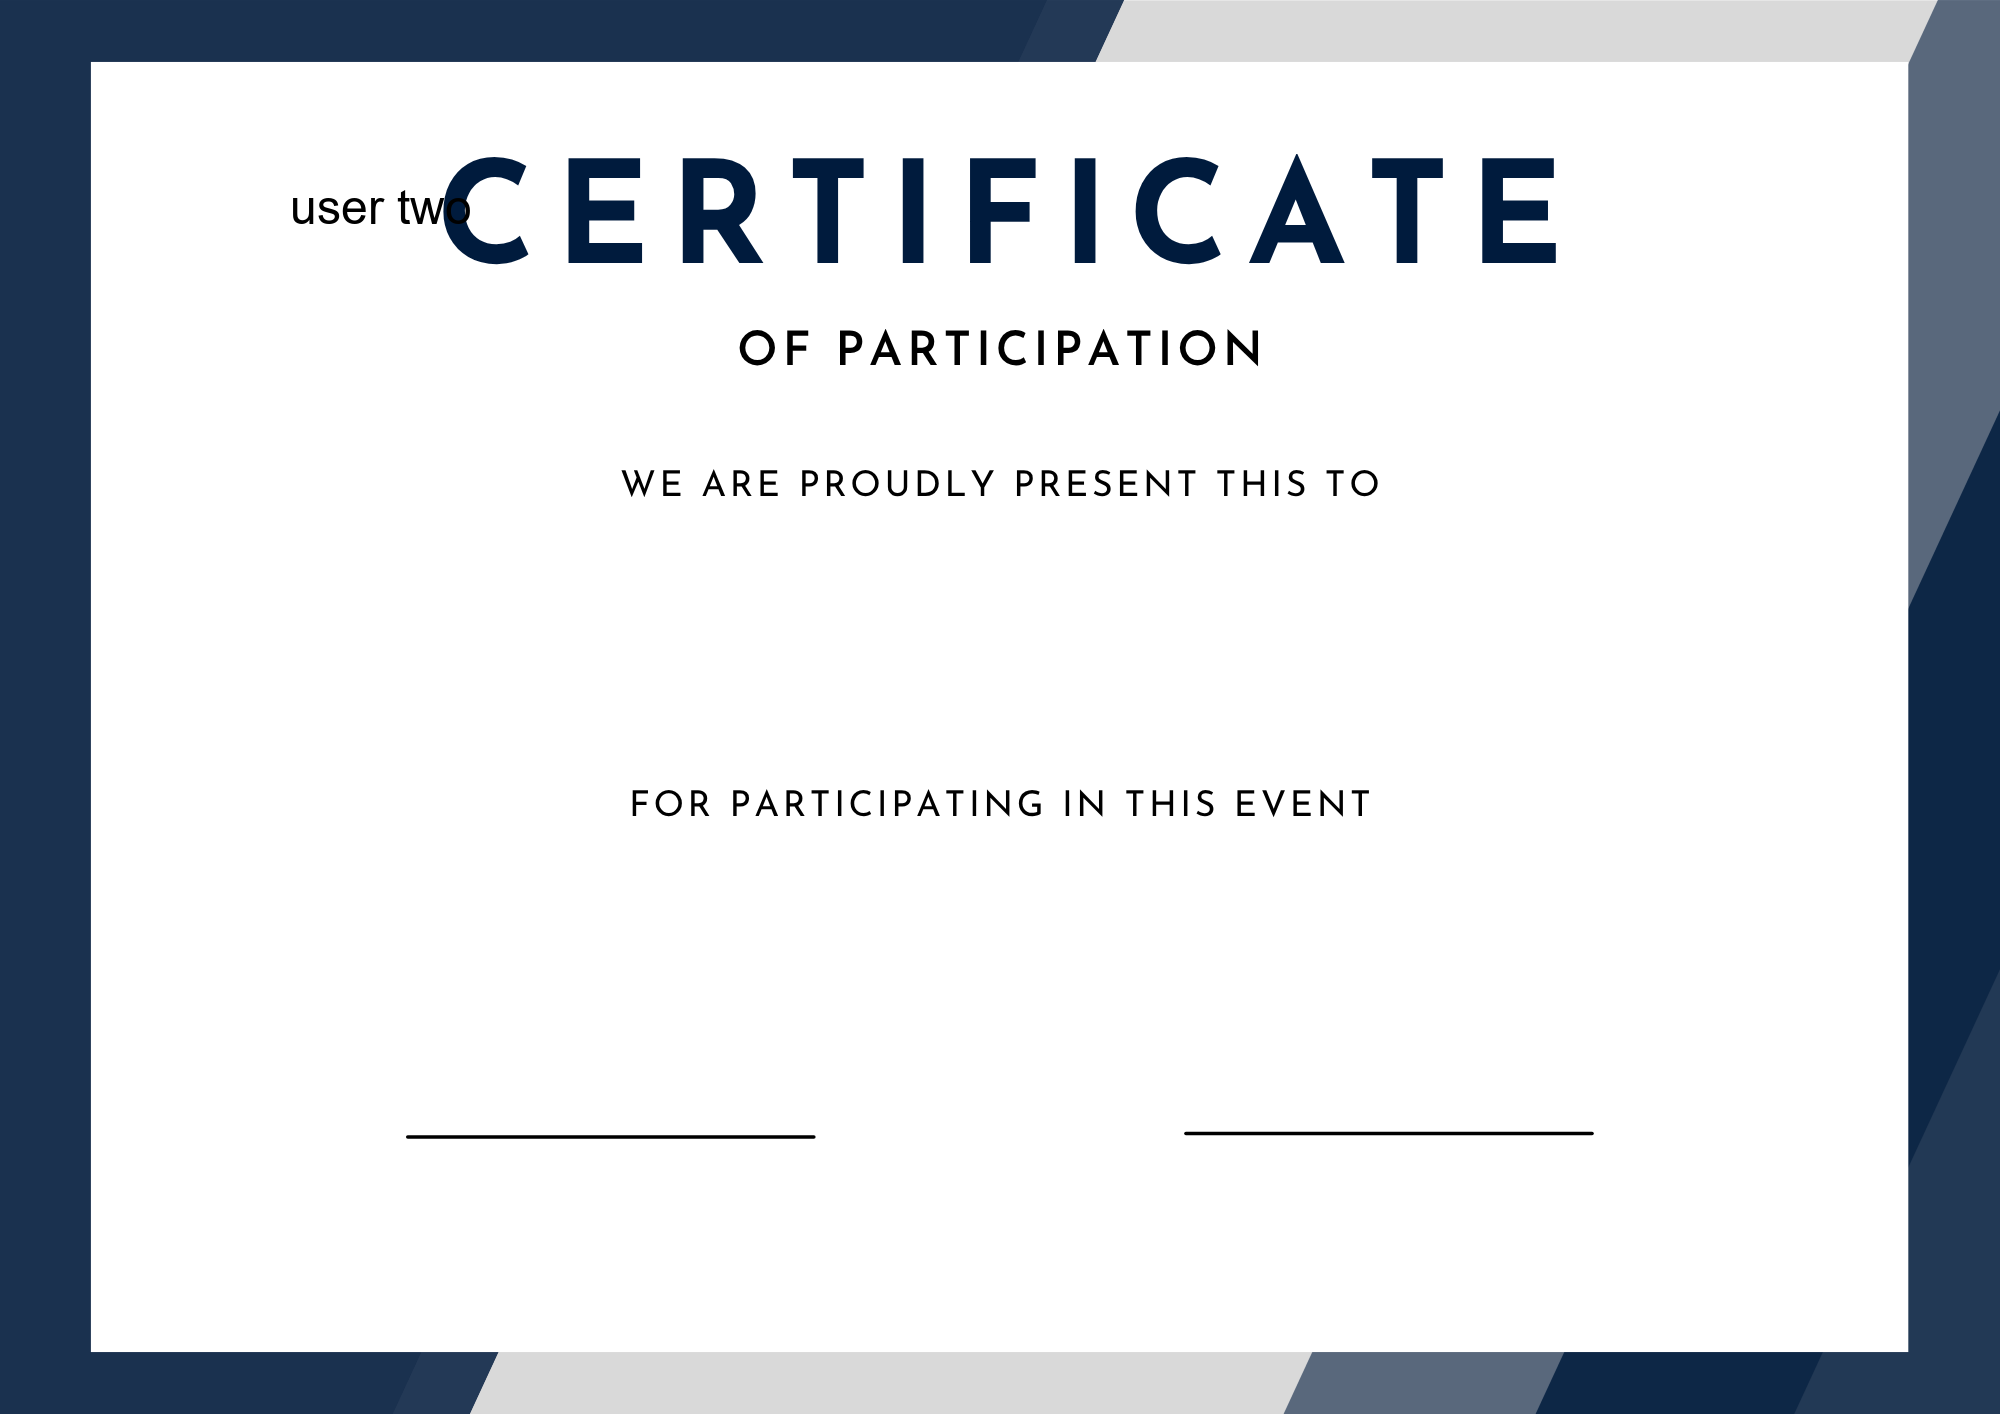 user two
CERTIFICATE
OF PARTICIPATION
WE ARE PROUDLY PRESENT THIS TO
FOR PARTICIPATING IN THIS EVENT